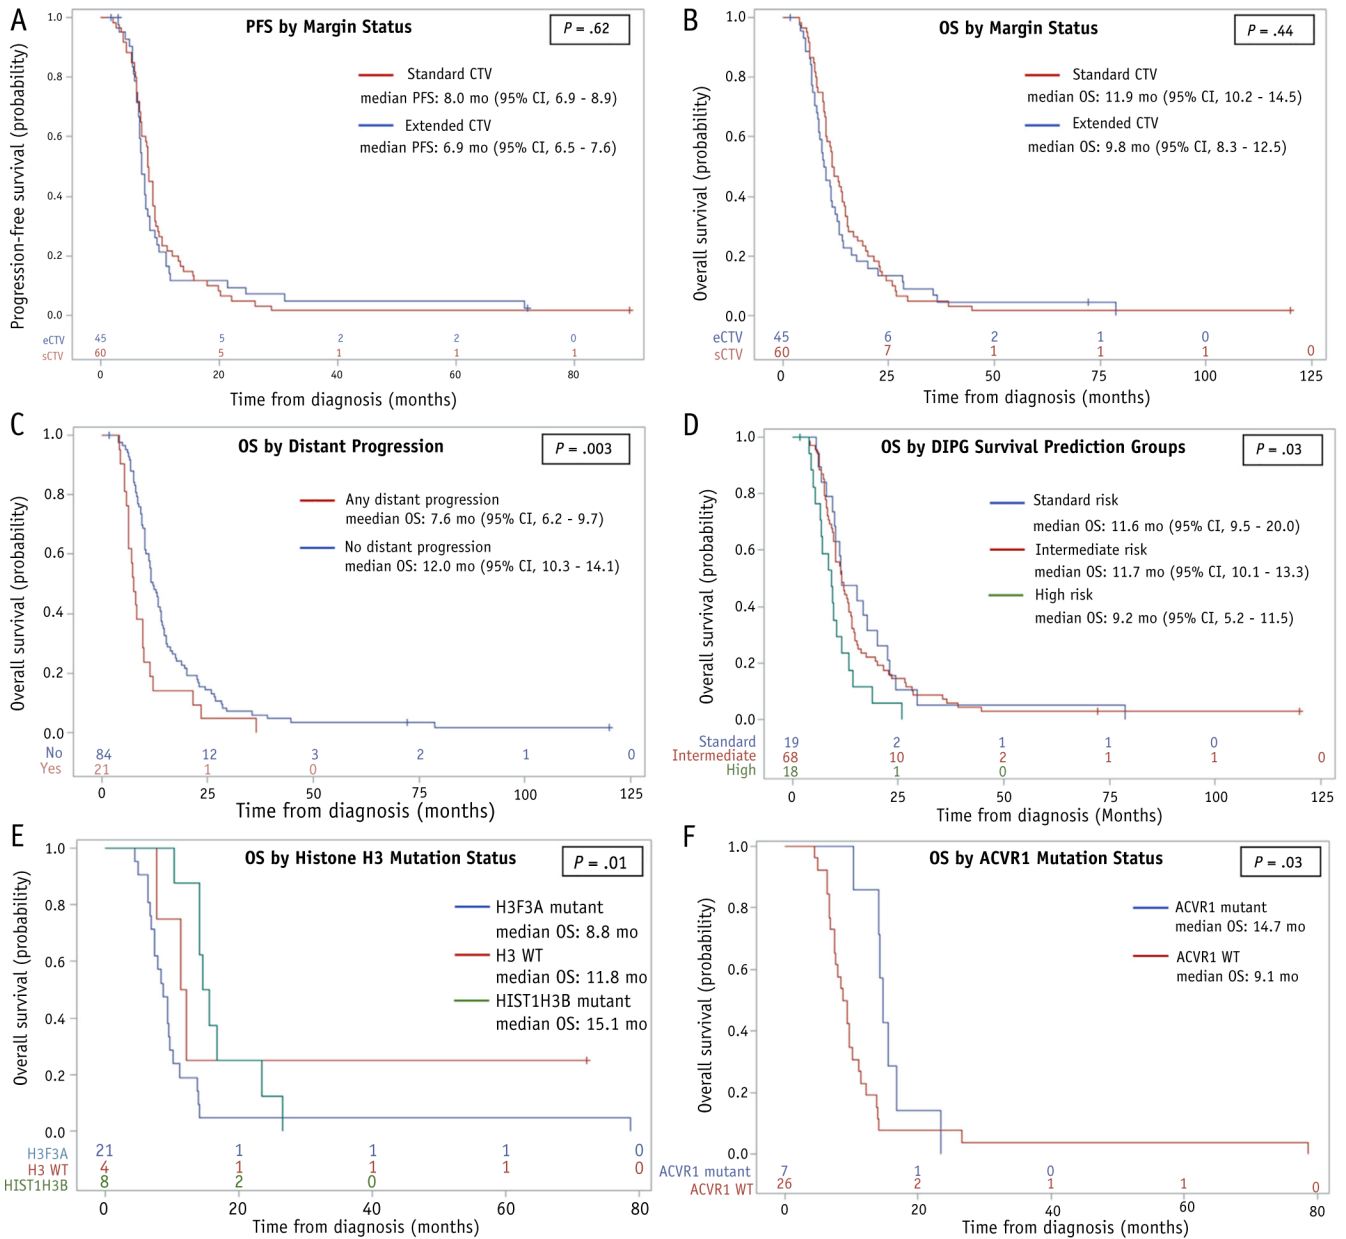 A
PFS by Margin Status
P = .62
Progression-free survival (probability)
1.0
0.8
0.6
0.4
0.2
0.0
Standard CTV
median PFS: 8.0 mo (95% CI, 6.9 - 8.9)
Extended CTV
median PFS: 6.9 mo (95% CI, 6.5 - 7.6)
eCTV 45 5 2 2 0
sCTV 60 5 1 1 1
0 20 40 60 80
Time from diagnosis (months)
B
OS by Margin Status
P = .44
Overall survival (probability)
1.0
0.8
0.6
0.4
0.2
0.0
Standard CTV
median OS: 11.9 mo (95% CI, 10.2 - 14.5)
Extended CTV
median OS: 9.8 mo (95% CI, 8.3 - 12.5)
eCTV 45 6 2 1 0
sCTV 60 7 1 1 1 0
0 25 50 75 100 125
Time from diagnosis (months)
C
OS by Distant Progression
P = .003
Overall survival (probability)
1.0
0.8
0.6
0.4
0.2
0.0
Any distant progression
meedian OS: 7.6 mo (95% CI, 6.2 - 9.7)
No distant progression
median OS: 12.0 mo (95% CI, 10.3 - 14.1)
No 84 12 3 2 1 0
Yes 21 1 0
0 25 50 75 100 125
Time from diagnosis (months)
D
OS by DIPG Survival Prediction Groups
P = .03
Overall survival (probability)
1.0
0.8
0.6
0.4
0.2
0.0
Standard risk
median OS: 11.6 mo (95% CI, 9.5 - 20.0)
Intermediate risk
median OS: 11.7 mo (95% CI, 10.1 - 13.3)
High risk
median OS: 9.2 mo (95% CI, 5.2 - 11.5)
Standard 19 2 1 1 0
Intermediate 68 10 2 1 1 0
High 18 1 0
0 25 50 75 100 125
Time from diagnosis (Months)
E
OS by Histone H3 Mutation Status
P = .01
Overall survival (probability)
1.0
0.8
0.6
0.4
0.2
0.0
H3F3A mutant
median OS: 8.8 mo
H3 WT
median OS: 11.8 mo
HIST1H3B mutant
median OS: 15.1 mo
H3F3A 21 1 1 1 0
H3 WT 4 1 1 1 0
HIST1H3B 8 2 0
0 20 40 60 80
Time from diagnosis (months)
F
OS by ACVR1 Mutation Status
P = .03
Overall survival (probability)
1.0
0.8
0.6
0.4
0.2
0.0
ACVR1 mutant
median OS: 14.7 mo
ACVR1 WT
median OS: 9.1 mo
ACVR1 mutant 7 1 0
ACVR1 WT 26 2 1 1 0
0 20 40 60 80
Time from diagnosis (months)